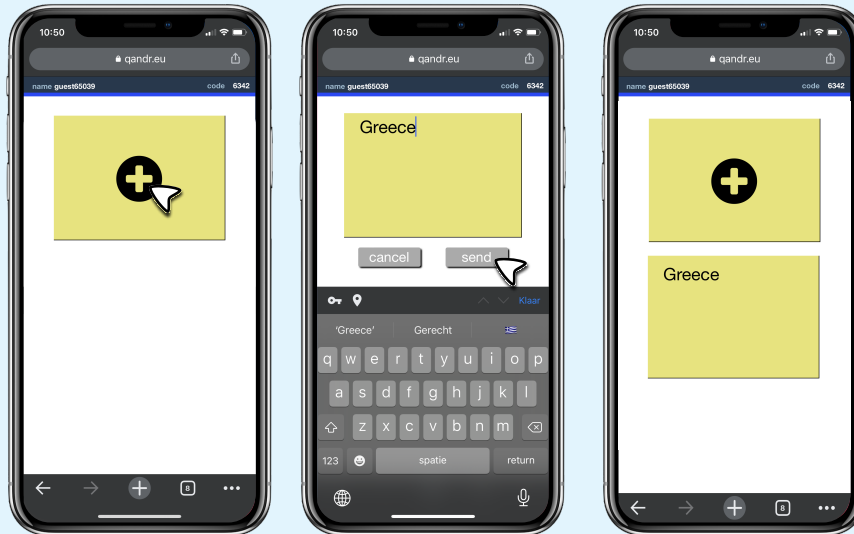 10:50
qandr.eu
name guest65039 code 6342
8
10:50
qandr.eu
name guest65039 code 6342
Greece
cancel send
Klaar
'Greece' Gerecht
q w e r t y u i o p
a s d f g h j k l
z x c v b n m
123 spatie return
10:50
qandr.eu
name guest65039 code 6342
Greece
8